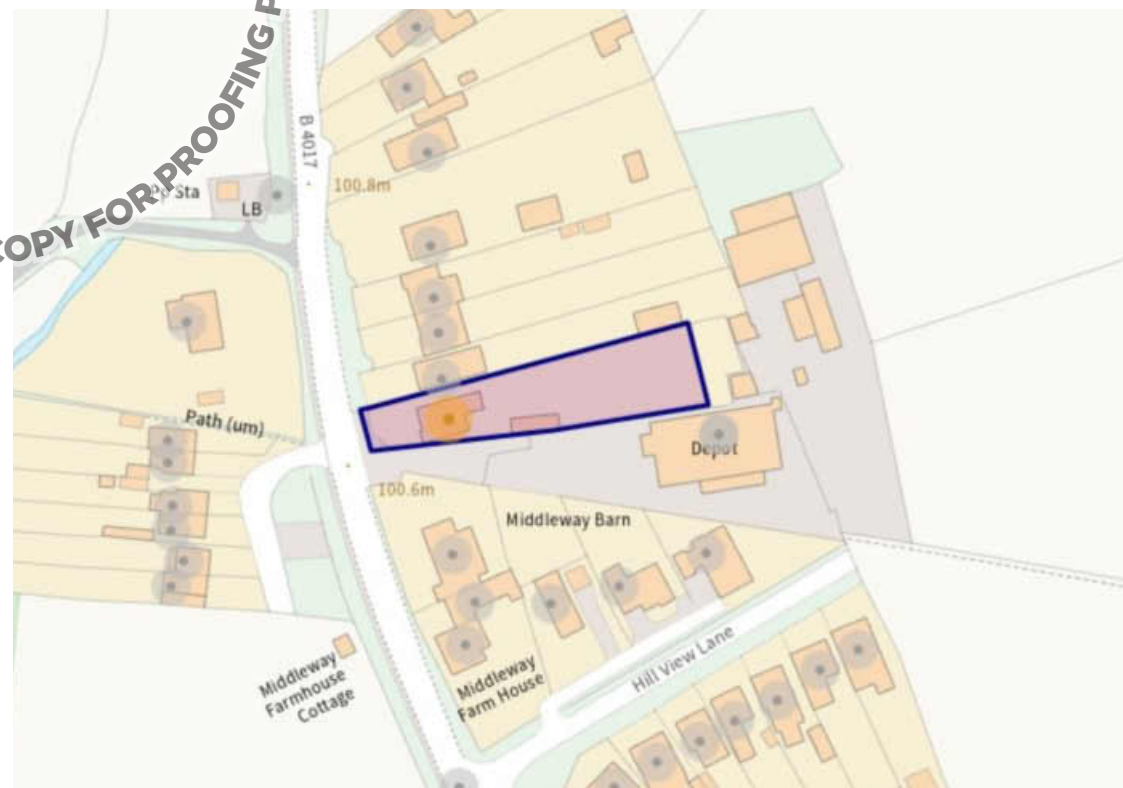 COPY FOR PROOFING P
B 4017
100.8m
Sta
LB
Path (um)
100.6m
Depot
Middleway Barn
Hill View Lane
Middleway
Farm House
Middleway
Farmhouse
Cottage